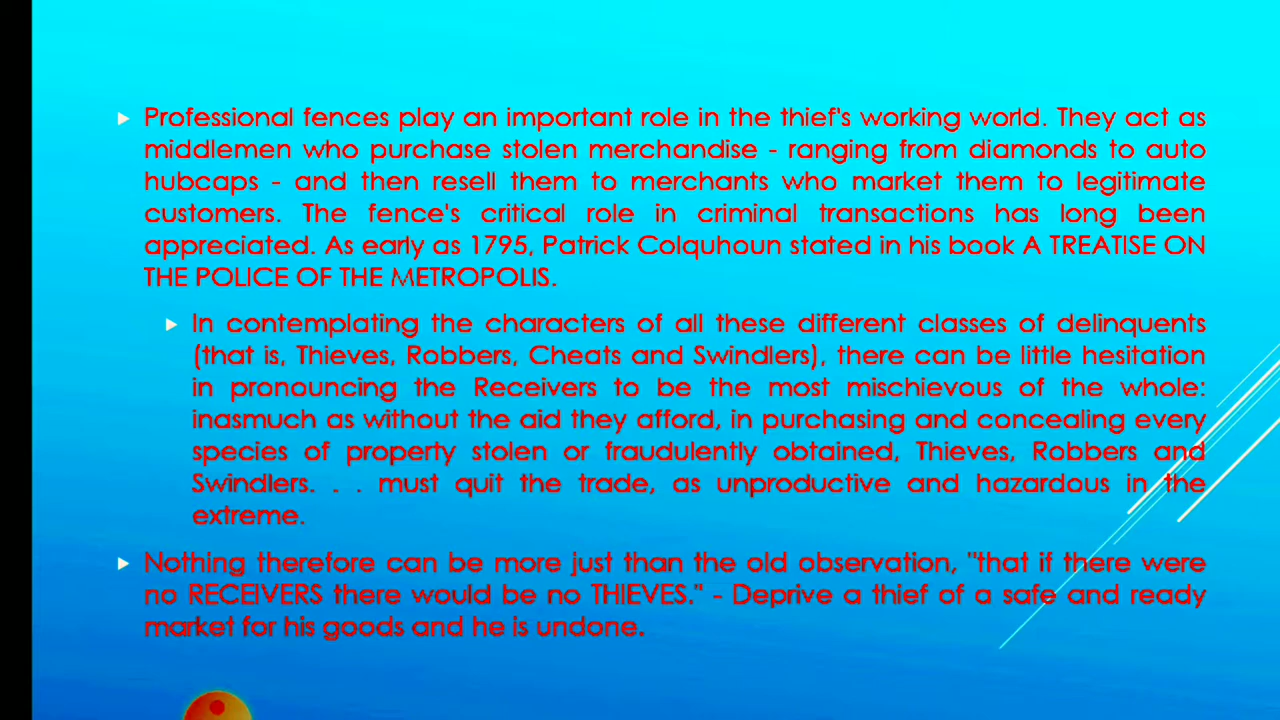 Professional fences play an important role in the thief's working world. They act as
middlemen who purchase stolen merchandise - ranging from diamonds to auto
hubcaps - and then resell them to merchants who market them to legitimate
customers. The fence's critical role in criminal transactions has long been
appreciated. As early as 1795, Patrick Colquhoun stated in his book A TREATISE ON
THE POLICE OF THE METROPOLIS.
In contemplating the characters of all these different classes of delinquents
(that is, Thieves, Robbers, Cheats and Swindlers), there can be little hesitation
in pronouncing the Receivers to be the most mischievous of the whole:
inasmuch as without the aid they afford, in purchasing and concealing every
species of property stolen or fraudulently obtained, Thieves, Robbers and
Swindlers. . . must quit the trade, as unproductive and hazardous in the
extreme.
Nothing therefore can be more just than the old observation, "that if there were
no RECEIVERS there would be no THIEVES." - Deprive a thief of a safe and ready
market for his goods and he is undone.